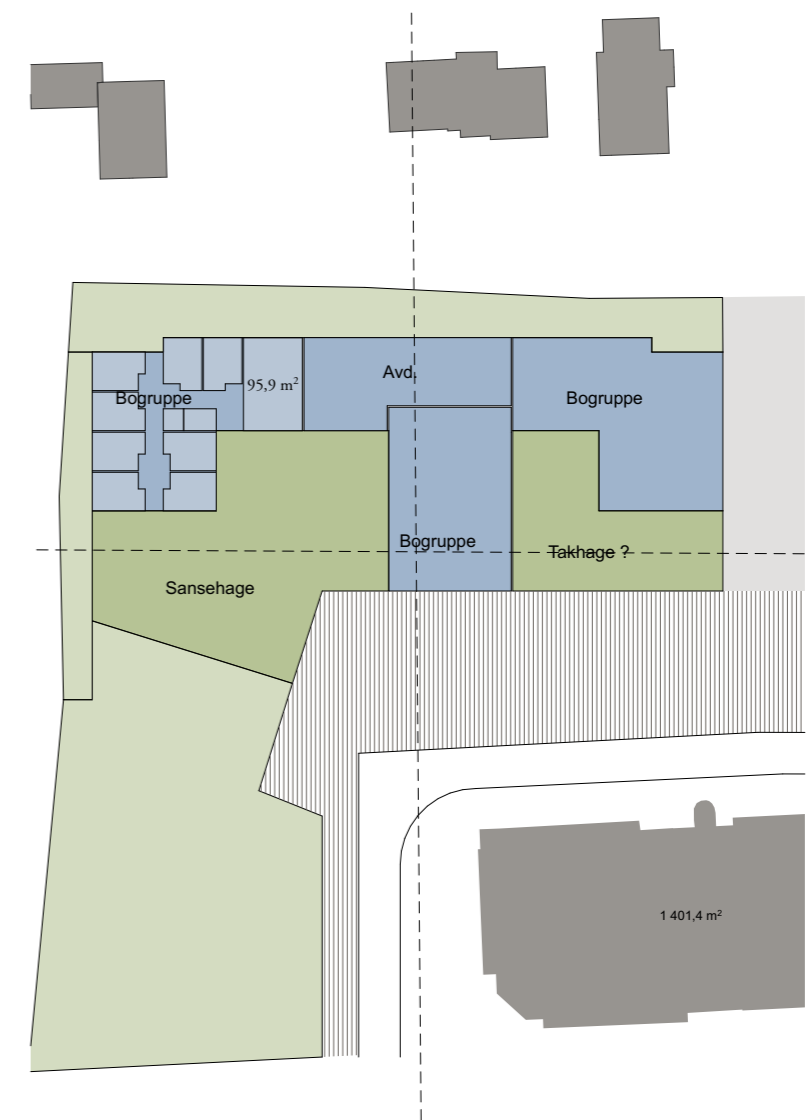 Avd.
95,9 m²
Bogruppe
Bogruppe
Bogruppe
Takhage ?
Sansehage
1 401,4 m²